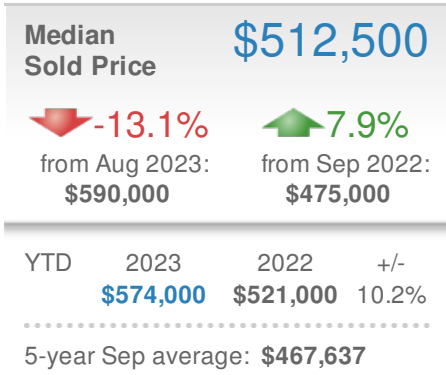 Median
Sold Price
$512,500
-13.1%
from Aug 2023:
$590,000
7.9%
from Sep 2022:
$475,000
YTD 2023 2022 +/-
$574,000 $521,000 10.2%
5-year Sep average: $467,637